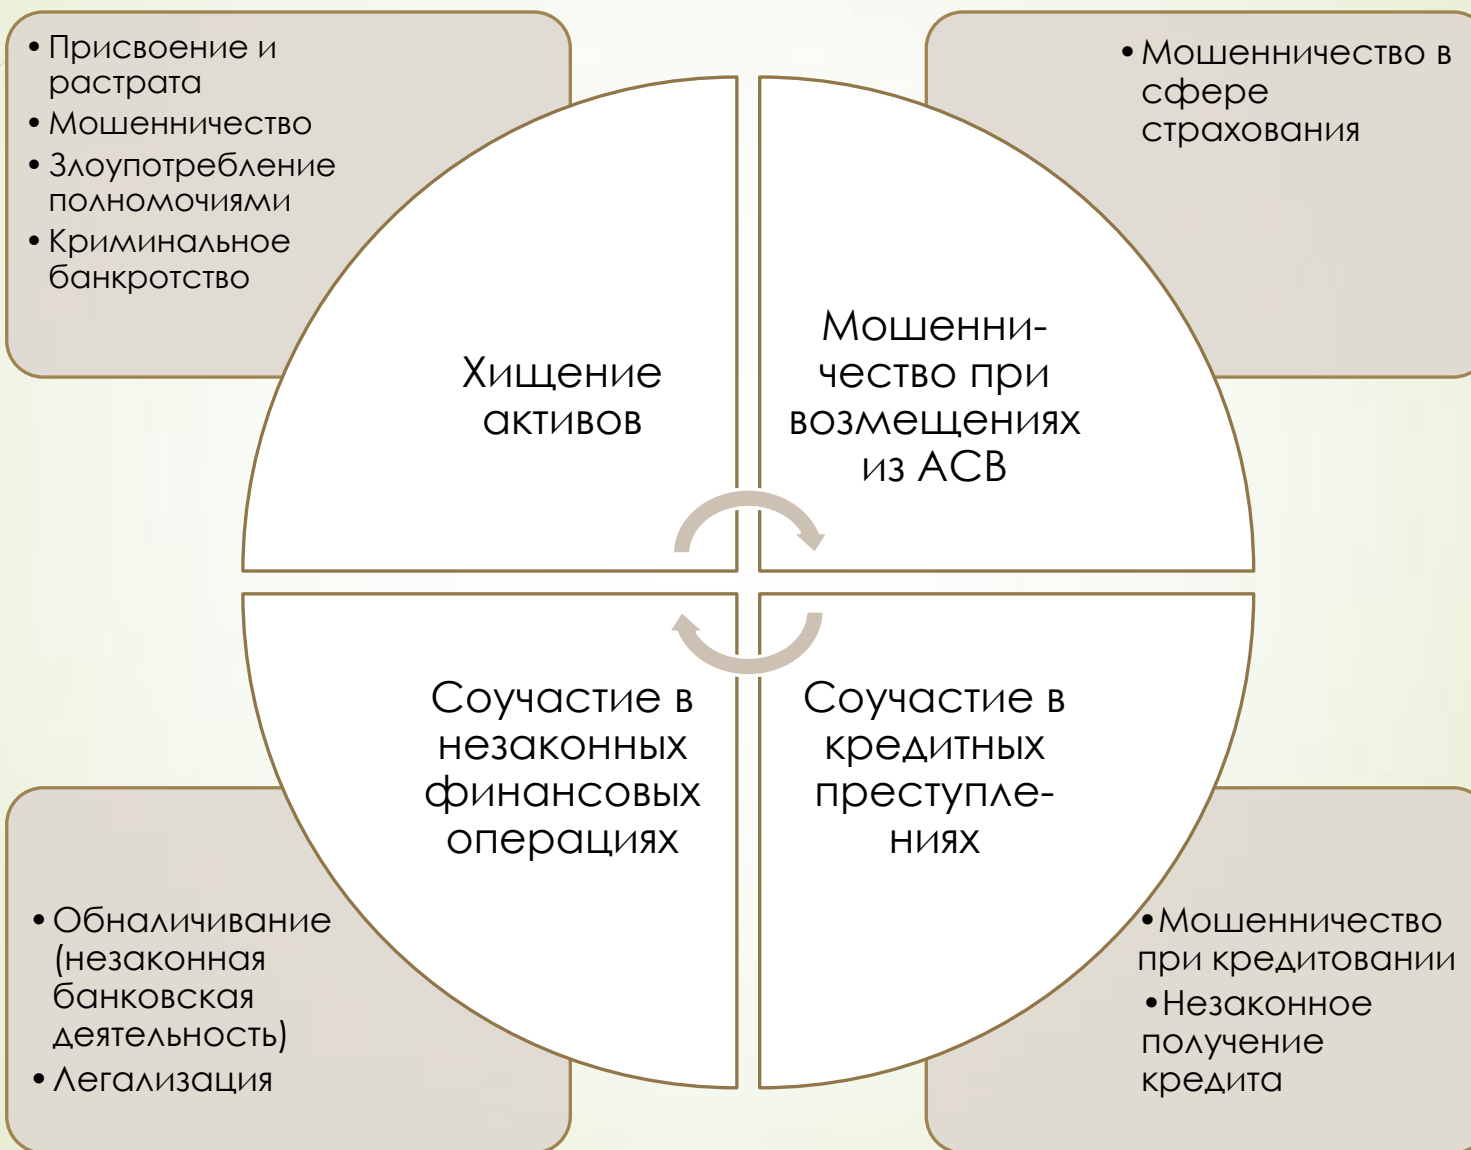 • Присвоение и
растрата
• Мошенничество
• Злоупотребление
полномочиями
• Криминальное
банкротство
• Мошенничество в
сфере
страхования
Хищение
активов
Мошенни-
чество при
возмещениях
из АСВ
Соучастие в
незаконных
финансовых
операциях
Соучастие в
кредитных
преступле-
ниях
• Обналичивание
(незаконная
банковская
деятельность)
• Легализация
• Мошенничество
при кредитовании
• Незаконное
получение
кредита